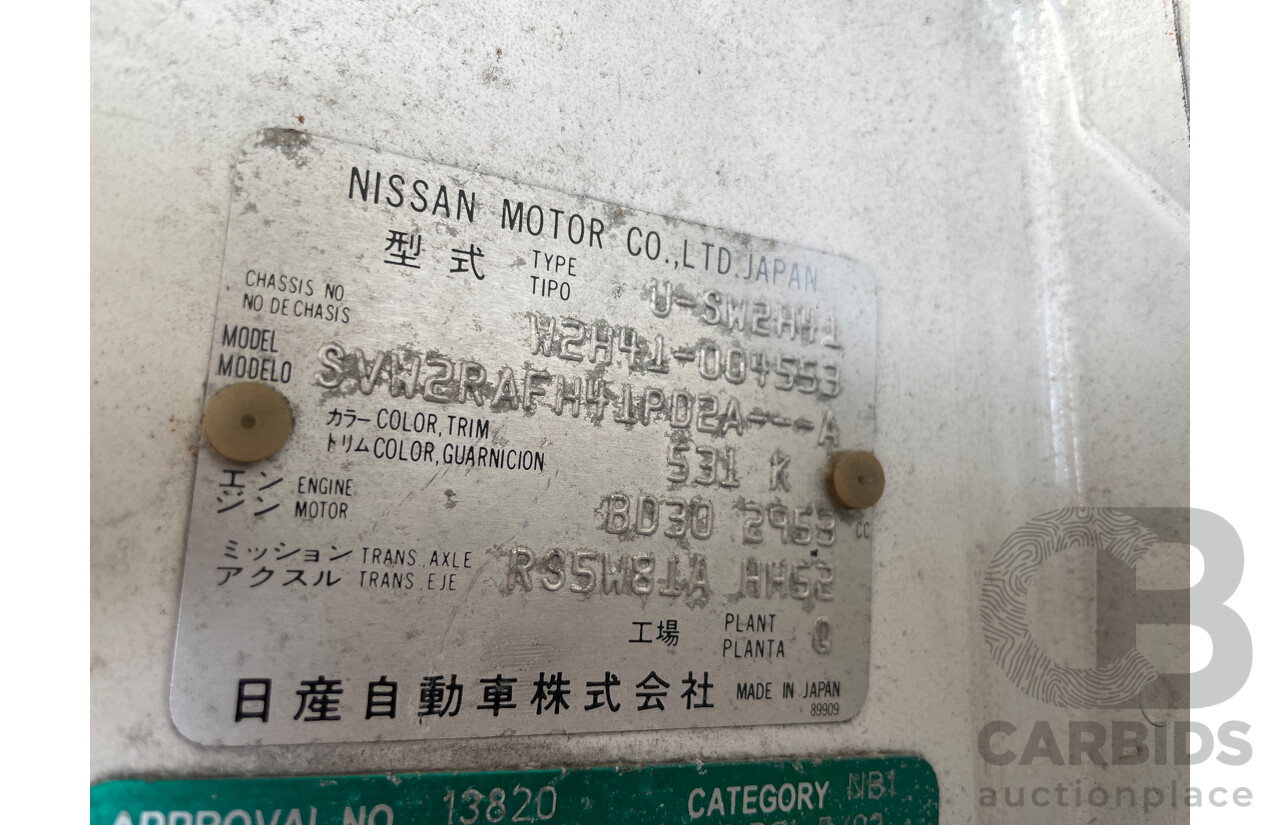 NISSAN MOTOR CO.,LTD.JAPAN
型式 TYPE TIPO U-SW2H41
CHASSIS NO. NO DE CHASIS W2H41-004553
MODEL MODELO SVW2RAFH41PD2A---A
カラー COLOR,TRIM
トリム COLOR,GUARNICION 531 K
エン ENGINE
ジン MOTOR BD30 2953 CC
ミッション TRANS. AXLE
アクスル TRANS. EJE RS5W81A HH52
工場 PLANT PLANTA Q
日産自動車株式会社 MADE IN JAPAN
89909
APPROVAL NO. 13820 CATEGORY NB1
CB
CARBIDS
auctionplace